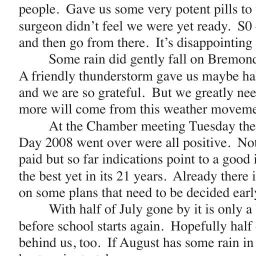 people.  Gave us some very potent pills to
surgeon didn't feel we were yet ready.  S0
and then go from there.  It's disappointing
Some rain did gently fall on Bremond
A friendly thunderstorm gave us maybe ha
and we are so grateful.  But we greatly nee
more will come from this weather moveme
At the Chamber meeting Tuesday the
Day 2008 went over were all positive.  Not
paid but so far indications point to a good i
the best yet in its 21 years.  Already there i
on some plans that need to be decided early
With half of July gone by it is only a
before school starts again.  Hopefully half
behind us, too.  If August has some rain in